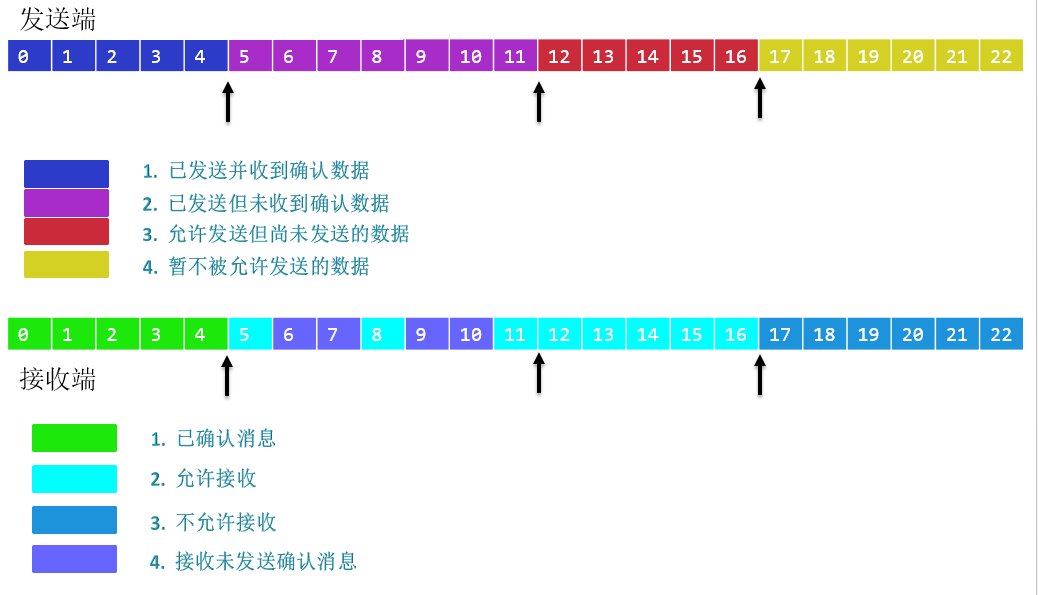 发送端
0 1 2 3 4 5 6 7 8 9 10 11 12 13 14 15 16 17 18 19 20 21 22
1. 已发送并收到确认数据
2. 已发送但未收到确认数据
3. 允许发送但尚未发送的数据
4. 暂不被允许发送的数据
0 1 2 3 4 5 6 7 8 9 10 11 12 13 14 15 16 17 18 19 20 21 22
接收端
1. 已确认消息
2. 允许接收
3. 不允许接收
4. 接收未发送确认消息